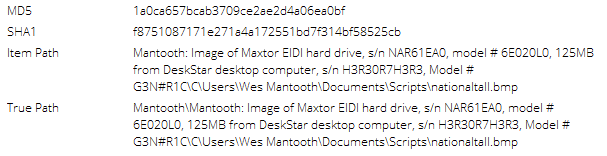 MD5 1a0ca657bcab3709ce2ae2d4a06ea0bf
SHA1 f8751087171e271a4a172551bd7f314bf58525cb
Item Path Mantooth: Image of Maxtor EIDI hard drive, s/n NAR61EA0, model # 6E020L0, 125MB
from DeskStar desktop computer, s/n H3R30R7H3R3, Model #
G3N#R1C\C\Users\Wes Mantooth\Documents\Scripts\nationaltall.bmp
True Path Mantooth\Mantooth: Image of Maxtor EIDI hard drive, s/n NAR61EA0, model #
6E020L0, 125MB from DeskStar desktop computer, s/n H3R30R7H3R3, Model #
G3N#R1C\C\Users\Wes Mantooth\Documents\Scripts\nationaltall.bmp